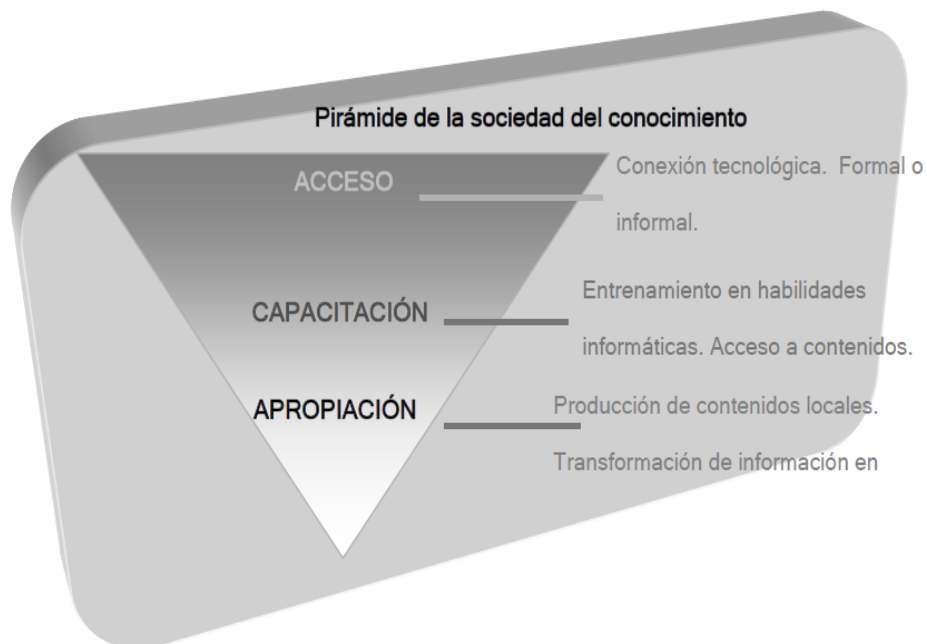 Pirámide de la sociedad del conocimiento
ACCESO
Conexión tecnológica. Formal o
informal.
CAPACITACIÓN
Entrenamiento en habilidades
informáticas. Acceso a contenidos.
APROPIACIÓN
Producción de contenidos locales.
Transformación de información en